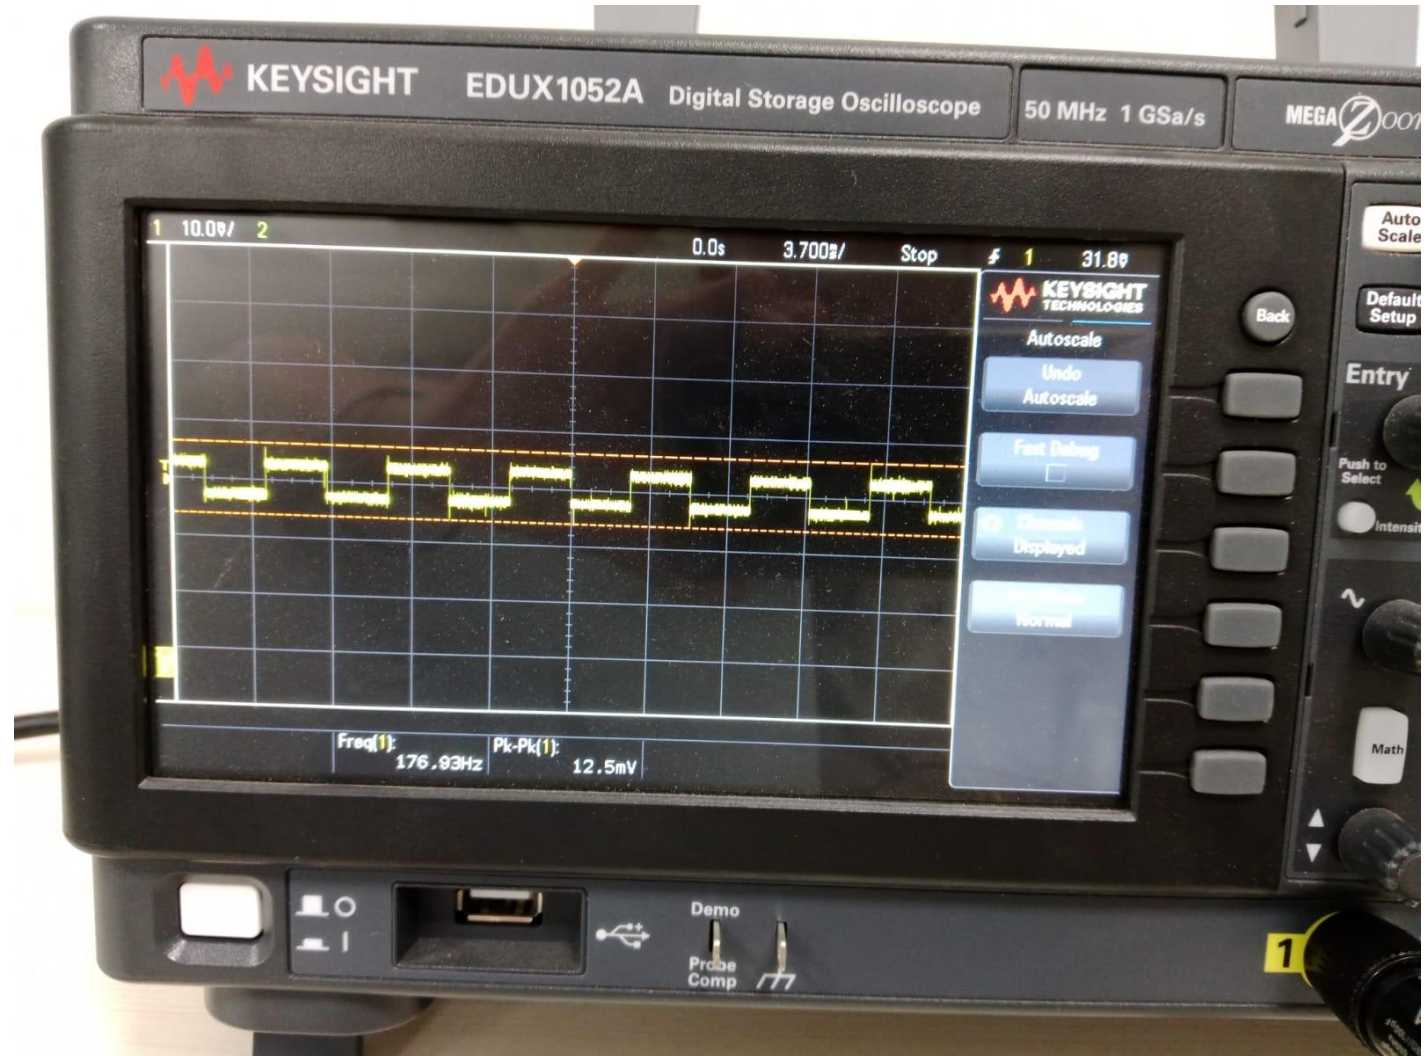 KEYSIGHT EDUX1052A Digital Storage Oscilloscope 50 MHz 1 GSa/s MEGA Zoom
1 10.0V/ 2 0.0s 3.700ms/ Stop 1 31.8V
KEYSIGHT
TECHNOLOGIES
Autoscale
Undo
Autoscale
Fast Debug
Channels
Displayed
Normal
Freq(1):
176.93Hz
Pk-Pk(1):
12.5mV
Back
Auto
Scale
Default
Setup
Entry
Push to
Select
Math
Demo
Probe
Comp
1